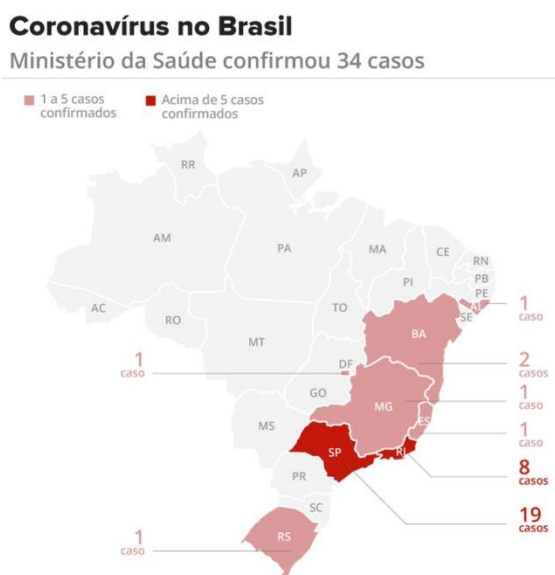 Coronavírus no Brasil
Ministério da Saúde confirmou 34 casos
1 a 5 casos
confirmados
Acima de 5 casos
confirmados
RR
AP
AM
PA
MA
CE
RN
PB
PE
AL
SE
PI
AC
RO
TO
BA
MT
DF
GO
MG
ES
MS
SP
RJ
PR
SC
RS
1
caso
2
casos
1
caso
1
caso
8
casos
19
casos
1
caso
1
caso